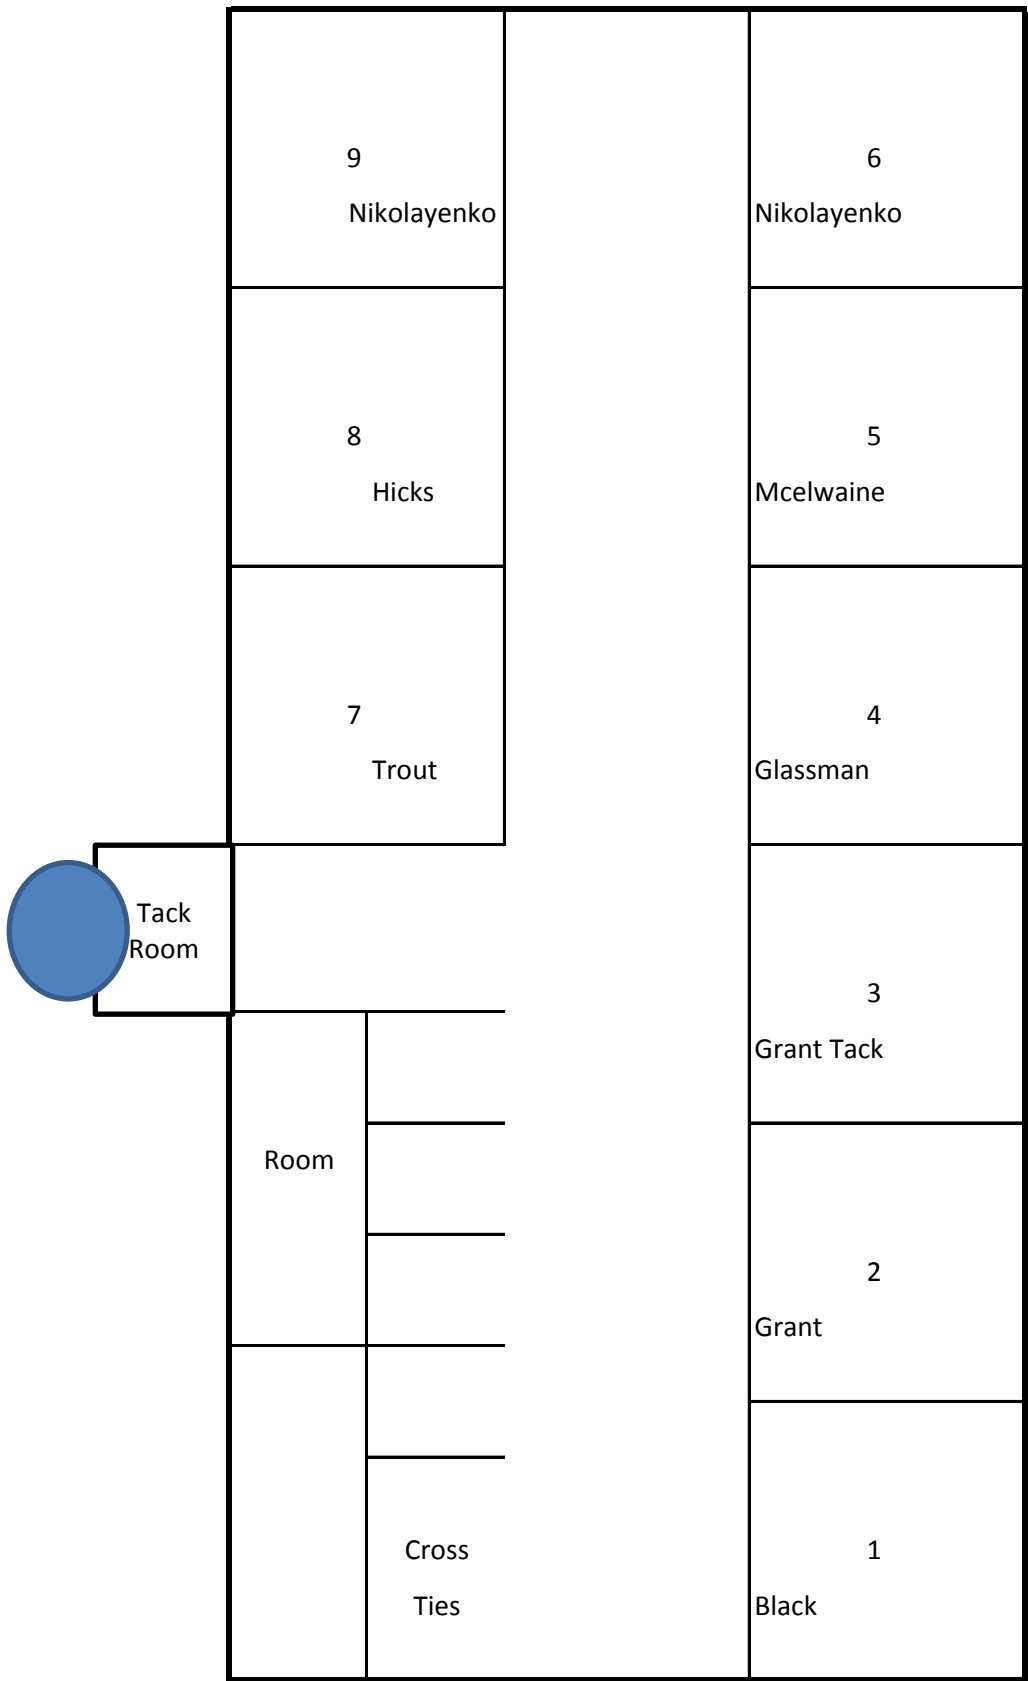 9
Nikolayenko
6
Nikolayenko
8
Hicks
5
Mcelwaine
7
Trout
4
Glassman
Tack
Room
3
Grant Tack
Room
2
Grant
Cross
Ties
1
Black